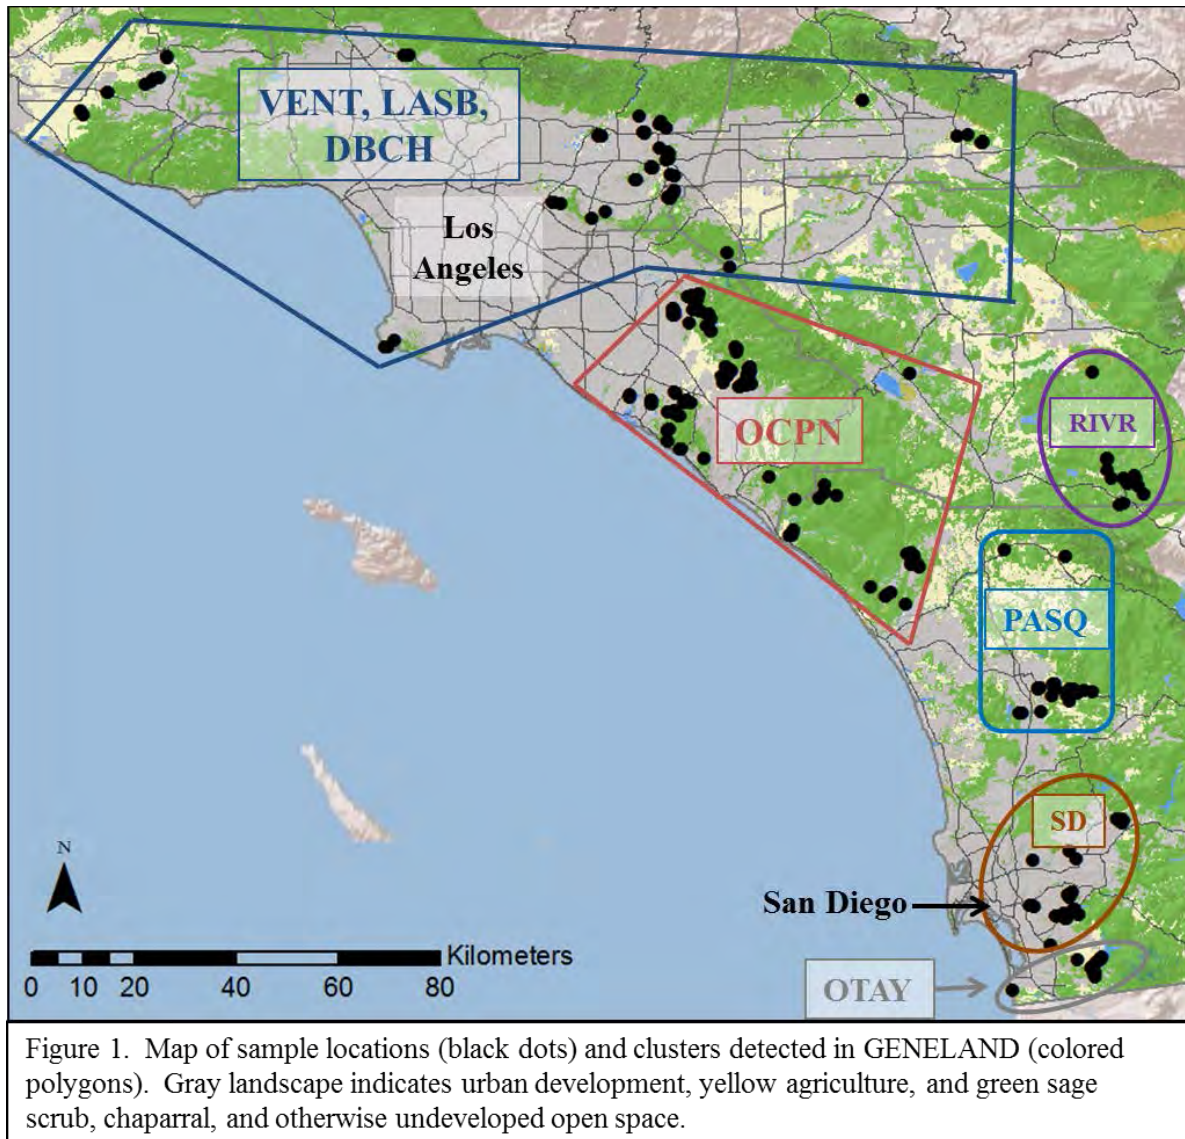 VENT, LASB,
DBCH
Los
Angeles
OCPN
RIVR
PASQ
SD
San Diego
OTAY
N
Kilometers
0 10 20 40 60 80
Figure 1. Map of sample locations (black dots) and clusters detected in GENELAND (colored
polygons). Gray landscape indicates urban development, yellow agriculture, and green sage
scrub, chaparral, and otherwise undeveloped open space.